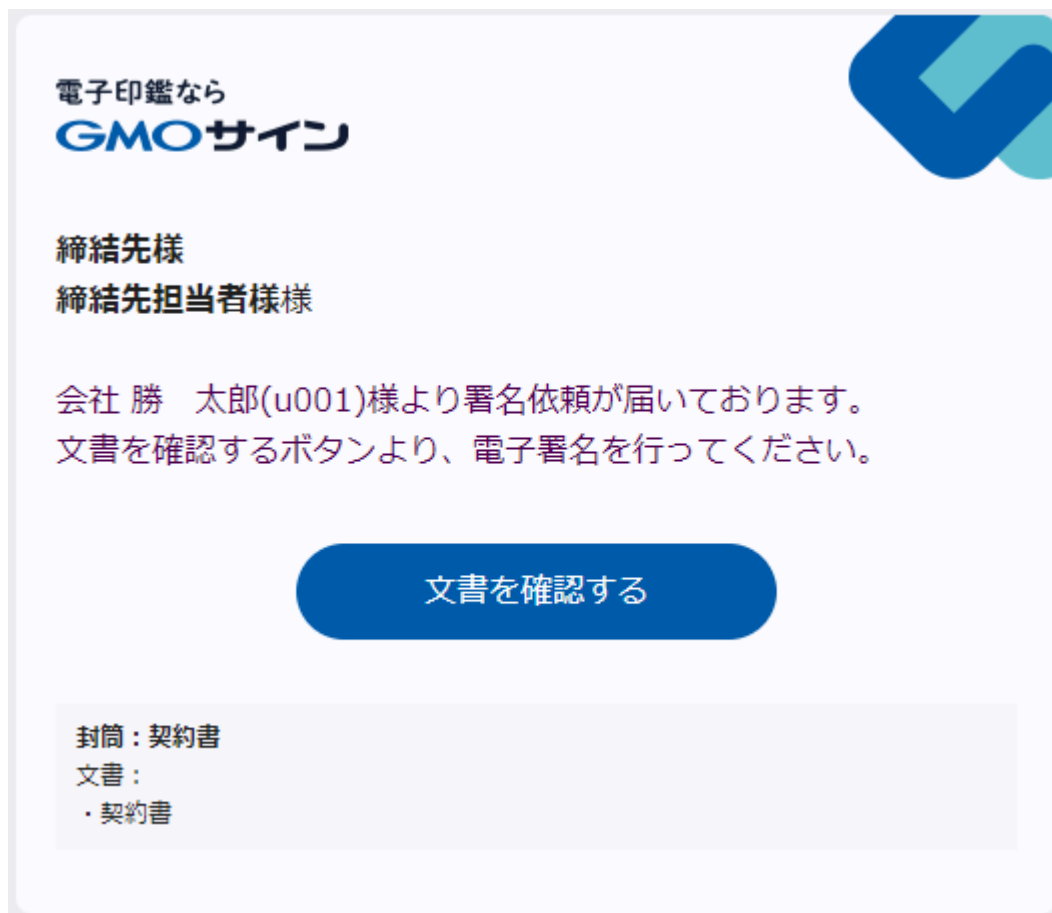 電子印鑑なら
GMOサイン
締結先様
締結先担当者様様
会社 勝　太郎(u001)様より署名依頼が届いております。
文書を確認するボタンより、電子署名を行ってください。
文書を確認する
封筒：契約書
文書：
・契約書